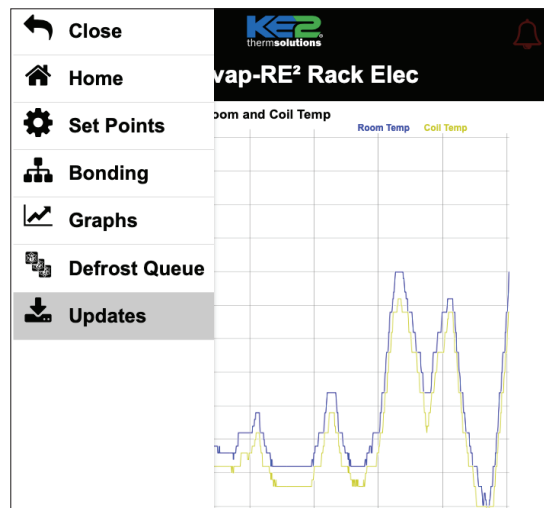 Close
KE2
thermsolutions
Home
vap-RE² Rack Elec
Set Points
oom and Coil Temp
Room Temp Coil Temp
Bonding
Graphs
Defrost Queue
Updates